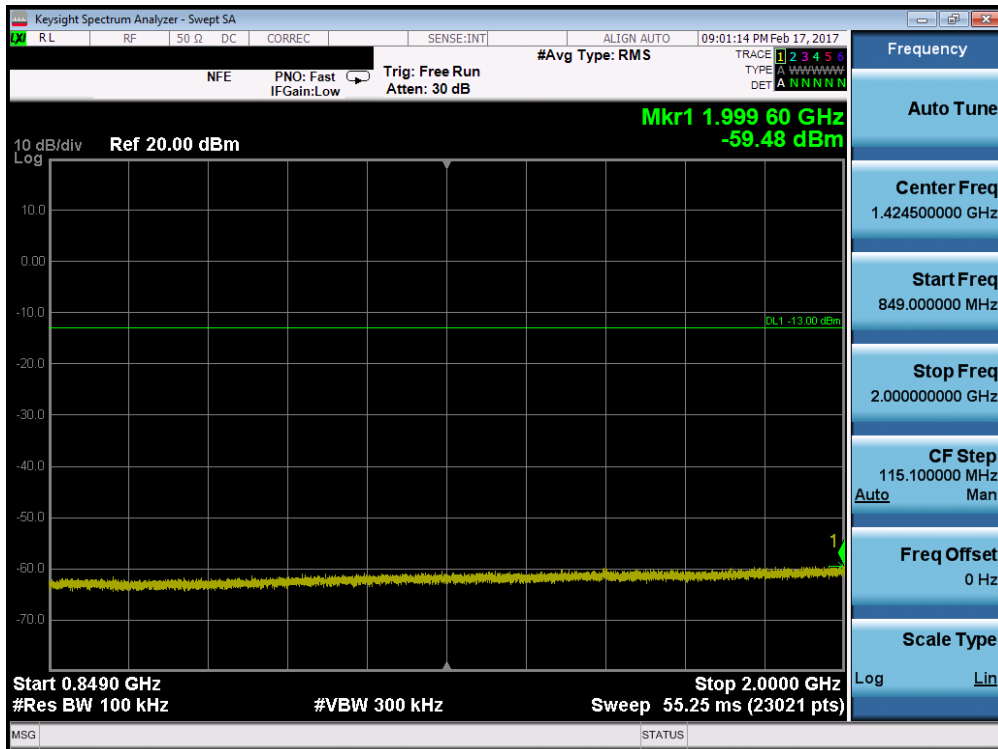 Keysight Spectrum Analyzer - Swept SA
LXI RL RF 50 Ω DC CORREC SENSE:INT ALIGN AUTO 09:01:14 PM Feb 17, 2017
Frequency
#Avg Type: RMS
TRACE 1 2 3 4 5 6
NFE PNO: Fast Trig: Free Run
TYPE A WWWWW
IFGain:Low Atten: 30 dB
DET A N N N N N
Auto Tune
Mkr1 1.999 60 GHz
-59.48 dBm
10 dB/div Ref 20.00 dBm
Log
Center Freq
1.424500000 GHz
10.0
0.00
Start Freq
849.000000 MHz
-10.0
DL1 -13.00 dBm
-20.0
Stop Freq
2.000000000 GHz
-30.0
-40.0
CF Step
115.100000 MHz
Auto Man
-50.0
1
Freq Offset
0 Hz
-60.0
-70.0
Scale Type
Log Lin
Start 0.8490 GHz Stop 2.0000 GHz
#Res BW 100 kHz #VBW 300 kHz Sweep 55.25 ms (23021 pts)
MSG STATUS